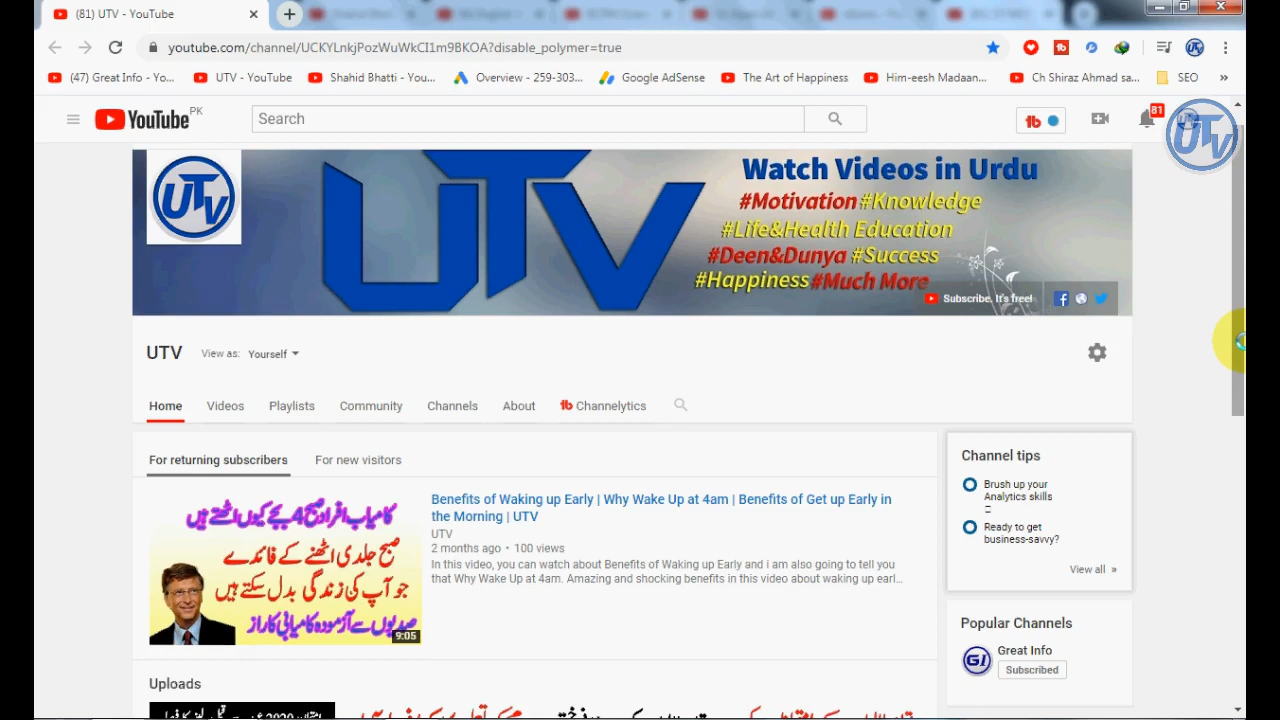 (81) UTV - YouTube
youtube.com/channel/UCKYLnkjPozWuWkCI1m9BKOA?disable_polymer=true
(47) Great Info - Yo...
UTV - YouTube
Shahid Bhatti - You...
Overview - 259-303...
Google AdSense
The Art of Happiness
Him-eesh Madaan...
Ch Shiraz Ahmad sa...
SEO
YouTube PK
Search
tb
81
UTV
UTV
UTV
Watch Videos in Urdu
#Motivation #Knowledge
#Life&Health Education
#Deen&Dunya #Success
#Happiness #Much More
Subscribe, It's free!
UTV
View as: Yourself
Home
Videos
Playlists
Community
Channels
About
tb Channelytics
For returning subscribers
For new visitors
کامیاب افراد صبح 4 بجے کیوں اٹھتے ہیں
صبح جلدی اٹھنے کے فائدے
جو آپ کی زندگی بدل سکتے ہیں
صدیوں سے آزمودہ کامیابی کا راز
9:05
Benefits of Waking up Early | Why Wake Up at 4am | Benefits of Get up Early in
the Morning | UTV
UTV
2 months ago • 100 views
In this video, you can watch about Benefits of Waking up Early and i am also going to tell you
that Why Wake Up at 4am. Amazing and shocking benefits in this video about waking up earl...
Uploads
Channel tips
Brush up your
Analytics skills
Ready to get
business-savvy?
View all »
Popular Channels
GI
Great Info
Subscribed